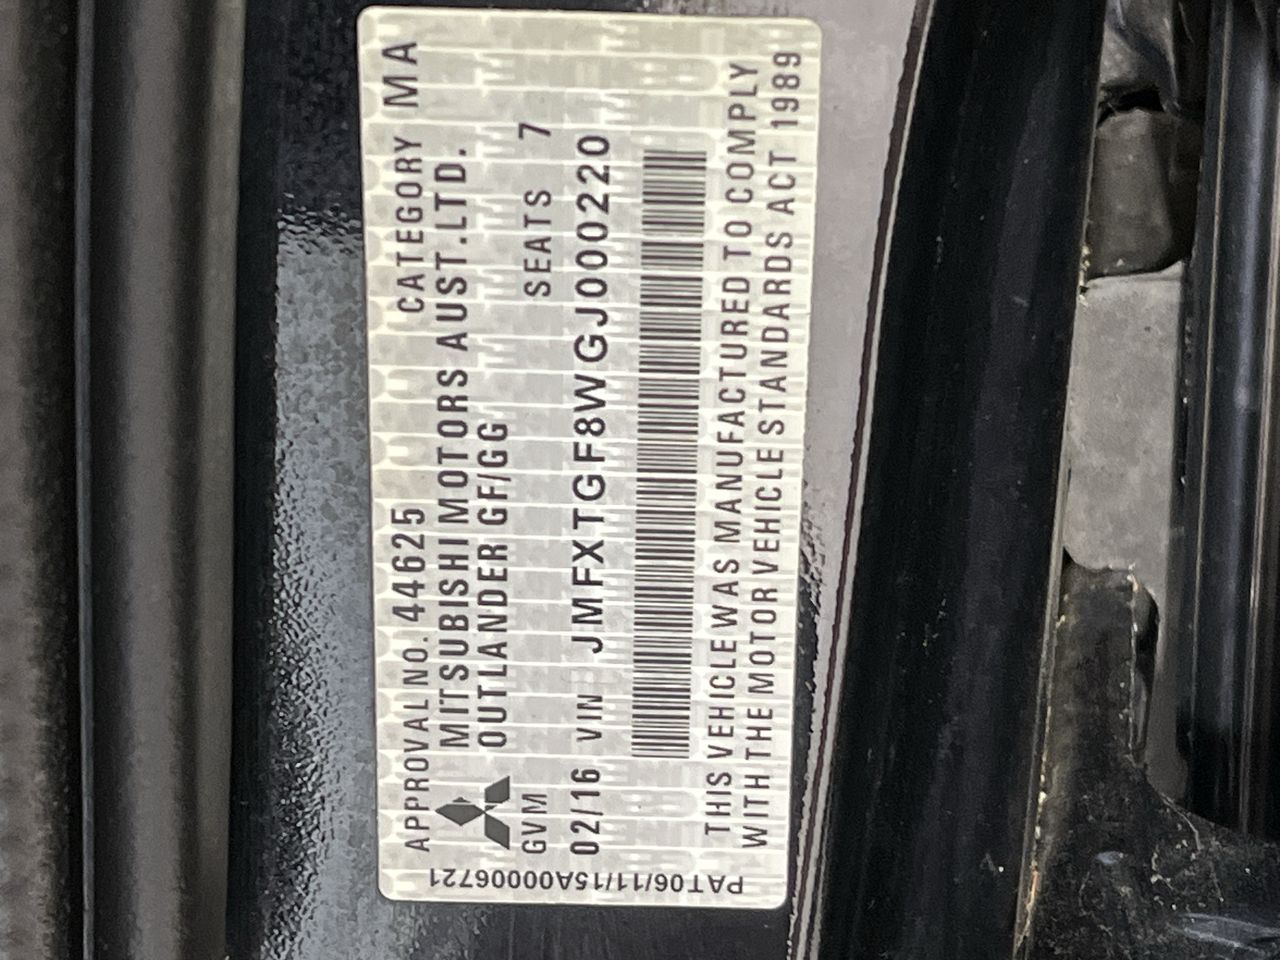 APPROVAL NO. 44625 CATEGORY MA
MITSUBISHI MOTORS AUST.LTD.
OUTLANDER GF/GG
GVM SEATS 7
02/16 VIN JMFXTGF8WGJ000220
THIS VEHICLE WAS MANUFACTURED TO COMPLY
WITH THE MOTOR VEHICLE STANDARDS ACT 1989
PAT06/11/15A00006721